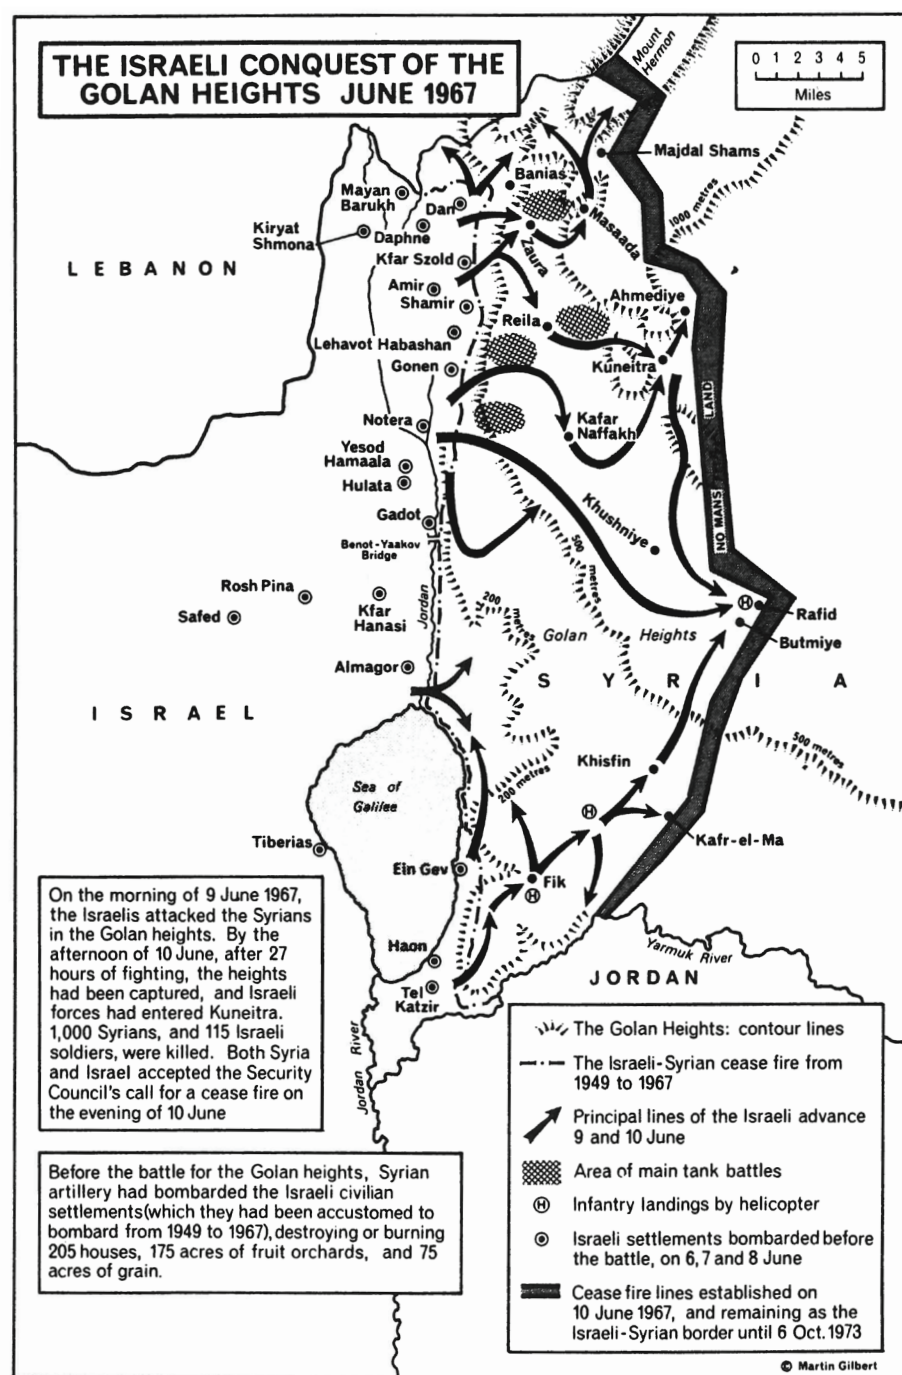 THE ISRAELI CONQUEST OF THE
GOLAN HEIGHTS JUNE 1967
0 1 2 3 4 5
Miles
Mount
Hermon
Majdal Shams
1000 metres
Banias
Mayan
Barukh
Dan
Masaada
Kiryat
Shmona
Daphne
Zaura
LEBANON
Kfar Szold
Amir
Shamir
Ahmediye
Reila
Lehavot Habashan
Gonen
Kuneitra
LAND
NO MANS
Notera
Kafar
Naffakh
Yesod
Hamaala
Hulata
Gadot
Khushniye
Benot-Yaakov
Bridge
500 metres
Rosh Pina
Safed
Kfar
Hanasi
Jordan
200 metres
Rafid
Golan Heights
Butmiye
Almagor
SYRIA
ISRAEL
500 metres
Khisfin
200 metres
Sea of
Galilee
H
Tiberias
Kafr-el-Ma
Ein Gev
Fik
H
H
Haon
Yarmuk River
Tel
Katzir
JORDAN
Jordan River
On the morning of 9 June 1967,
the Israelis attacked the Syrians
in the Golan heights. By the
afternoon of 10 June, after 27
hours of fighting, the heights
had been captured, and Israeli
forces had entered Kuneitra.
1,000 Syrians, and 115 Israeli
soldiers, were killed. Both Syria
and Israel accepted the Security
Council's call for a cease fire on
the evening of 10 June
Before the battle for the Golan heights, Syrian
artillery had bombarded the Israeli civilian
settlements(which they had been accustomed to
bombard from 1949 to 1967), destroying or burning
205 houses, 175 acres of fruit orchards, and 75
acres of grain.
The Golan Heights: contour lines
The Israeli-Syrian cease fire from
1949 to 1967
Principal lines of the Israeli advance
9 and 10 June
Area of main tank battles
H Infantry landings by helicopter
Israeli settlements bombarded before
the battle, on 6,7 and 8 June
Cease fire lines established on
10 June 1967, and remaining as the
Israeli-Syrian border until 6 Oct. 1973
© Martin Gilbert